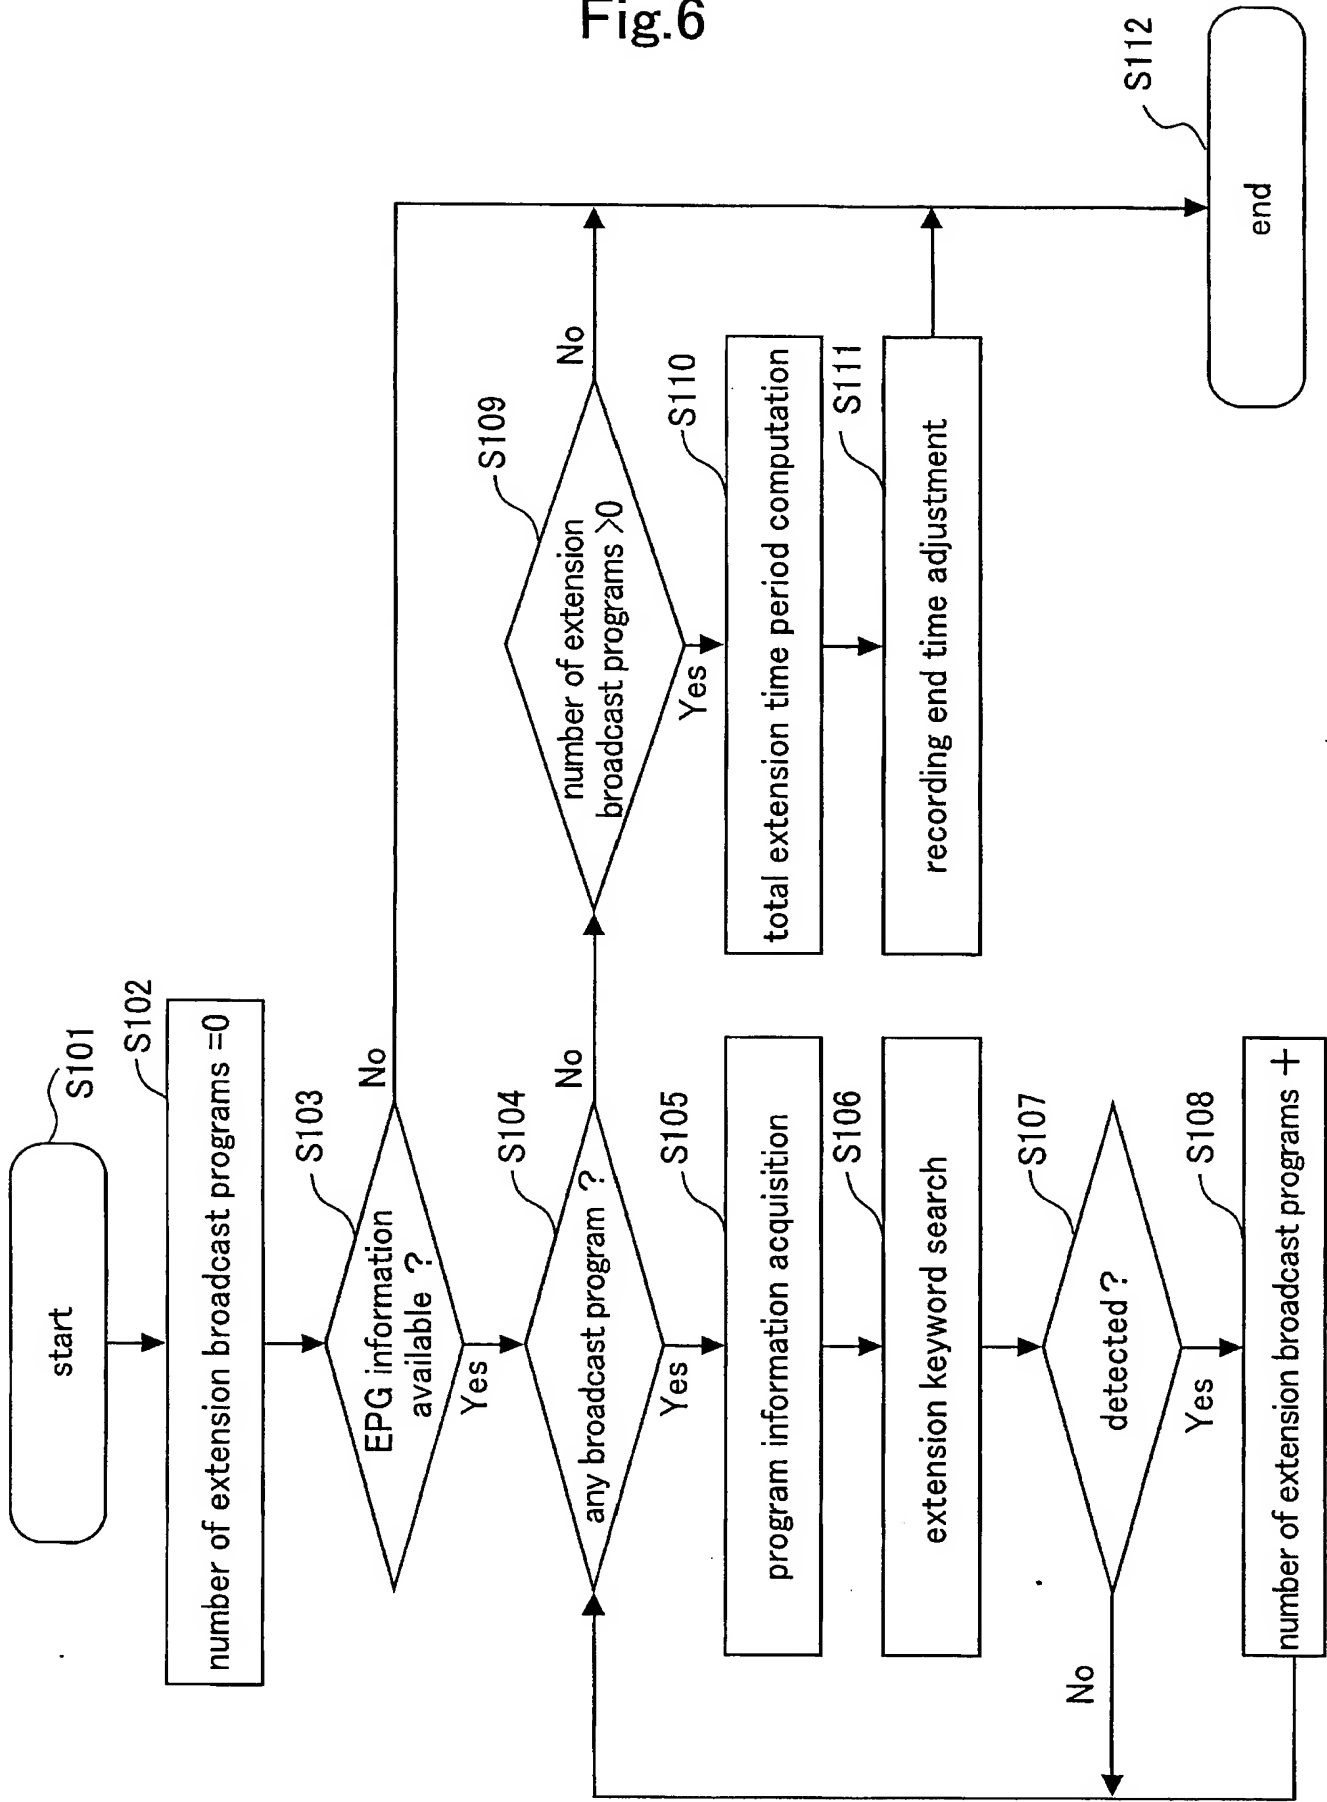 Fig.6
start
S101
number of extension broadcast programs =0
S102
EPG information
available ?
S103
No
Yes
any broadcast program ?
S104
No
Yes
program information acquisition
S105
extension keyword search
S106
detected?
S107
No
Yes
number of extension broadcast programs +
S108
number of extension
broadcast programs >0
S109
No
Yes
total extension time period computation
S110
recording end time adjustment
S111
end
S112